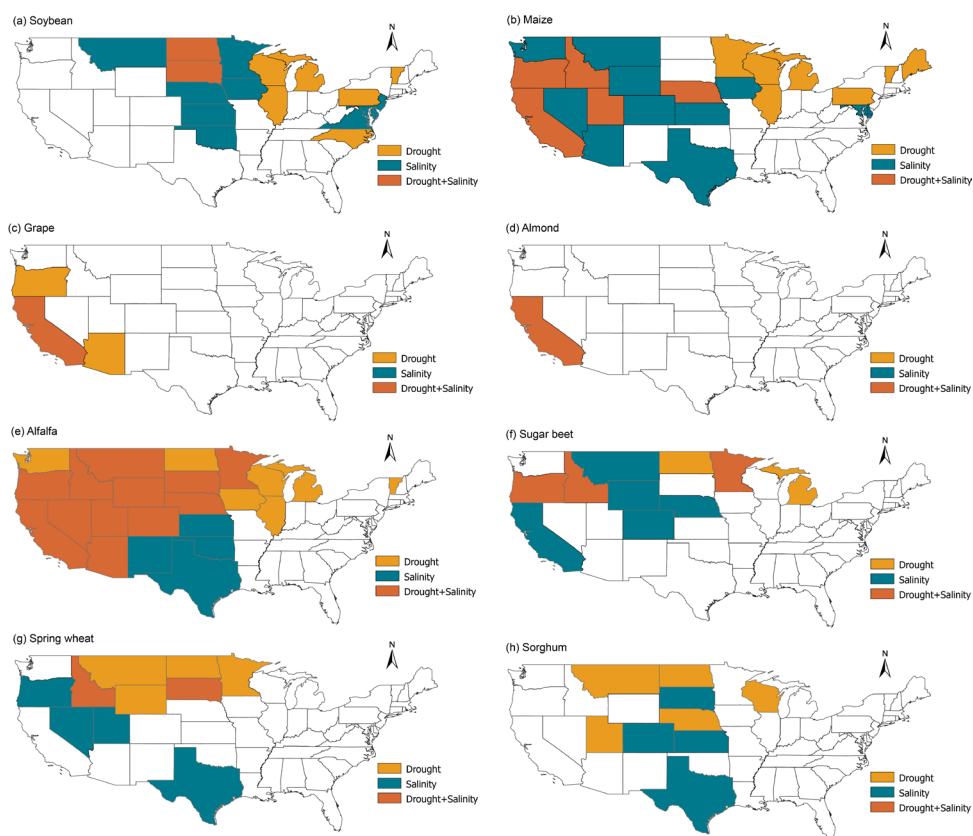 (a) Soybean
N
Drought
Salinity
Drought+Salinity
(b) Maize
N
Drought
Salinity
Drought+Salinity
(c) Grape
N
Drought
Salinity
Drought+Salinity
(d) Almond
N
Drought
Salinity
Drought+Salinity
(e) Alfalfa
N
Drought
Salinity
Drought+Salinity
(f) Sugar beet
N
Drought
Salinity
Drought+Salinity
(g) Spring wheat
N
Drought
Salinity
Drought+Salinity
(h) Sorghum
N
Drought
Salinity
Drought+Salinity